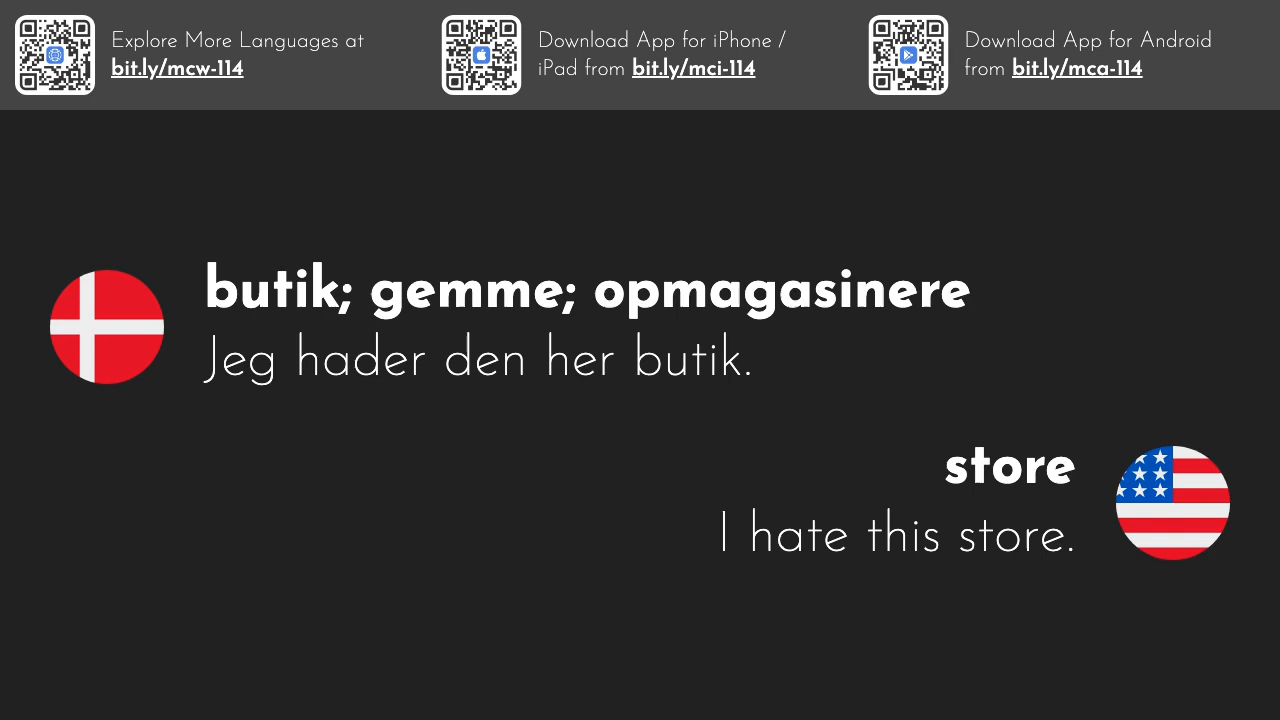 Explore More Languages at
bit.ly/mcw-114
Download App for iPhone /
iPad from bit.ly/mci-114
Download App for Android
from bit.ly/mca-114
butik; gemme; opmagasinere
Jeg hader den her butik.
store
I hate this store.